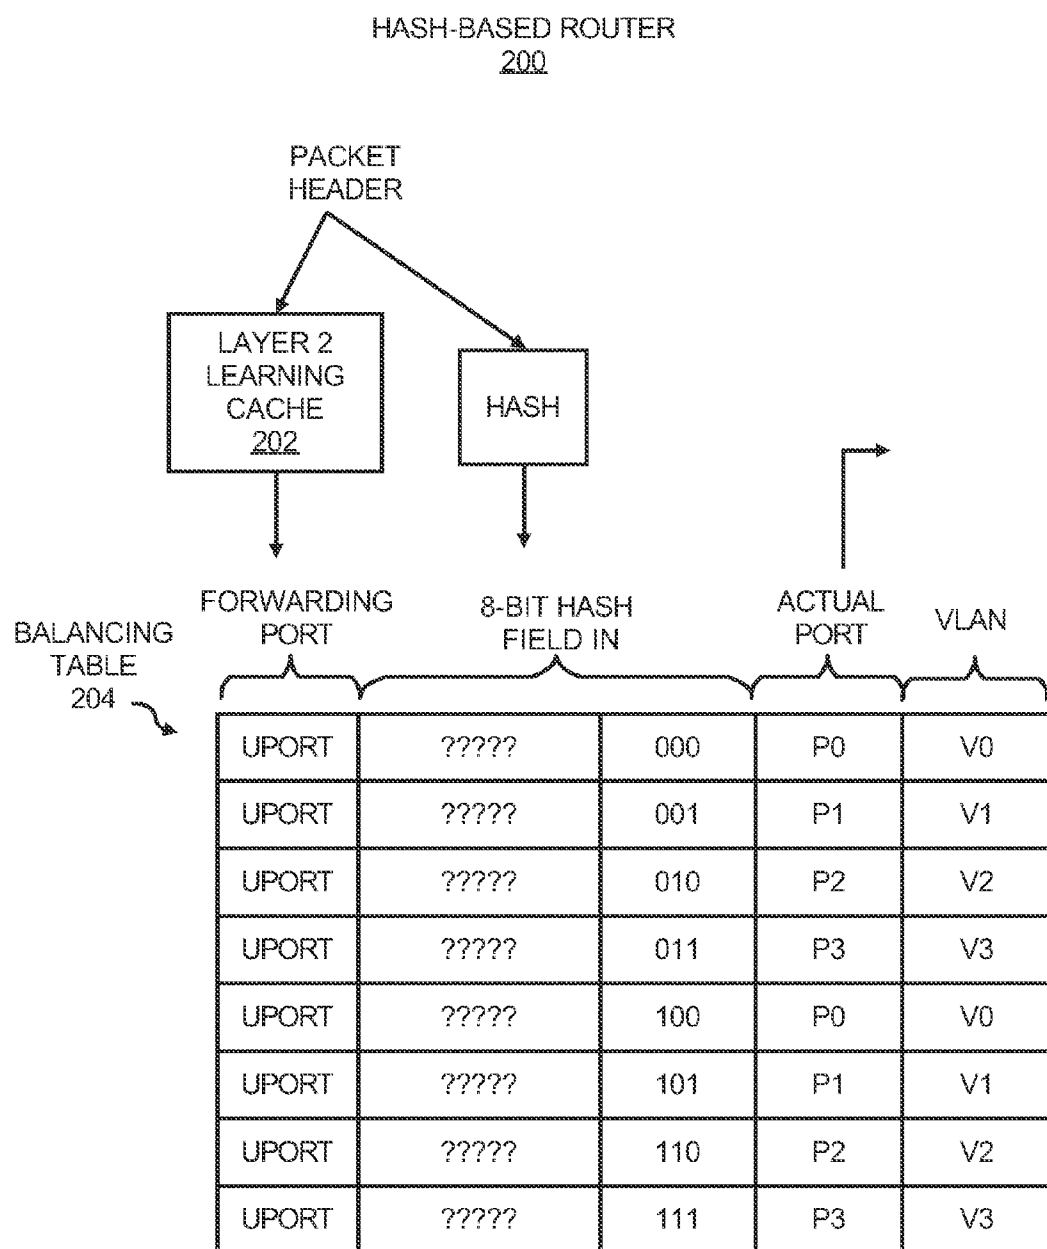 HASH-BASED ROUTER
200
PACKET
HEADER
LAYER 2
LEARNING
CACHE
202
HASH
FORWARDING
PORT
8-BIT HASH
FIELD IN
ACTUAL
PORT
VLAN
BALANCING
TABLE
204
UPORT ????? 000 P0 V0
UPORT ????? 001 P1 V1
UPORT ????? 010 P2 V2
UPORT ????? 011 P3 V3
UPORT ????? 100 P0 V0
UPORT ????? 101 P1 V1
UPORT ????? 110 P2 V2
UPORT ????? 111 P3 V3